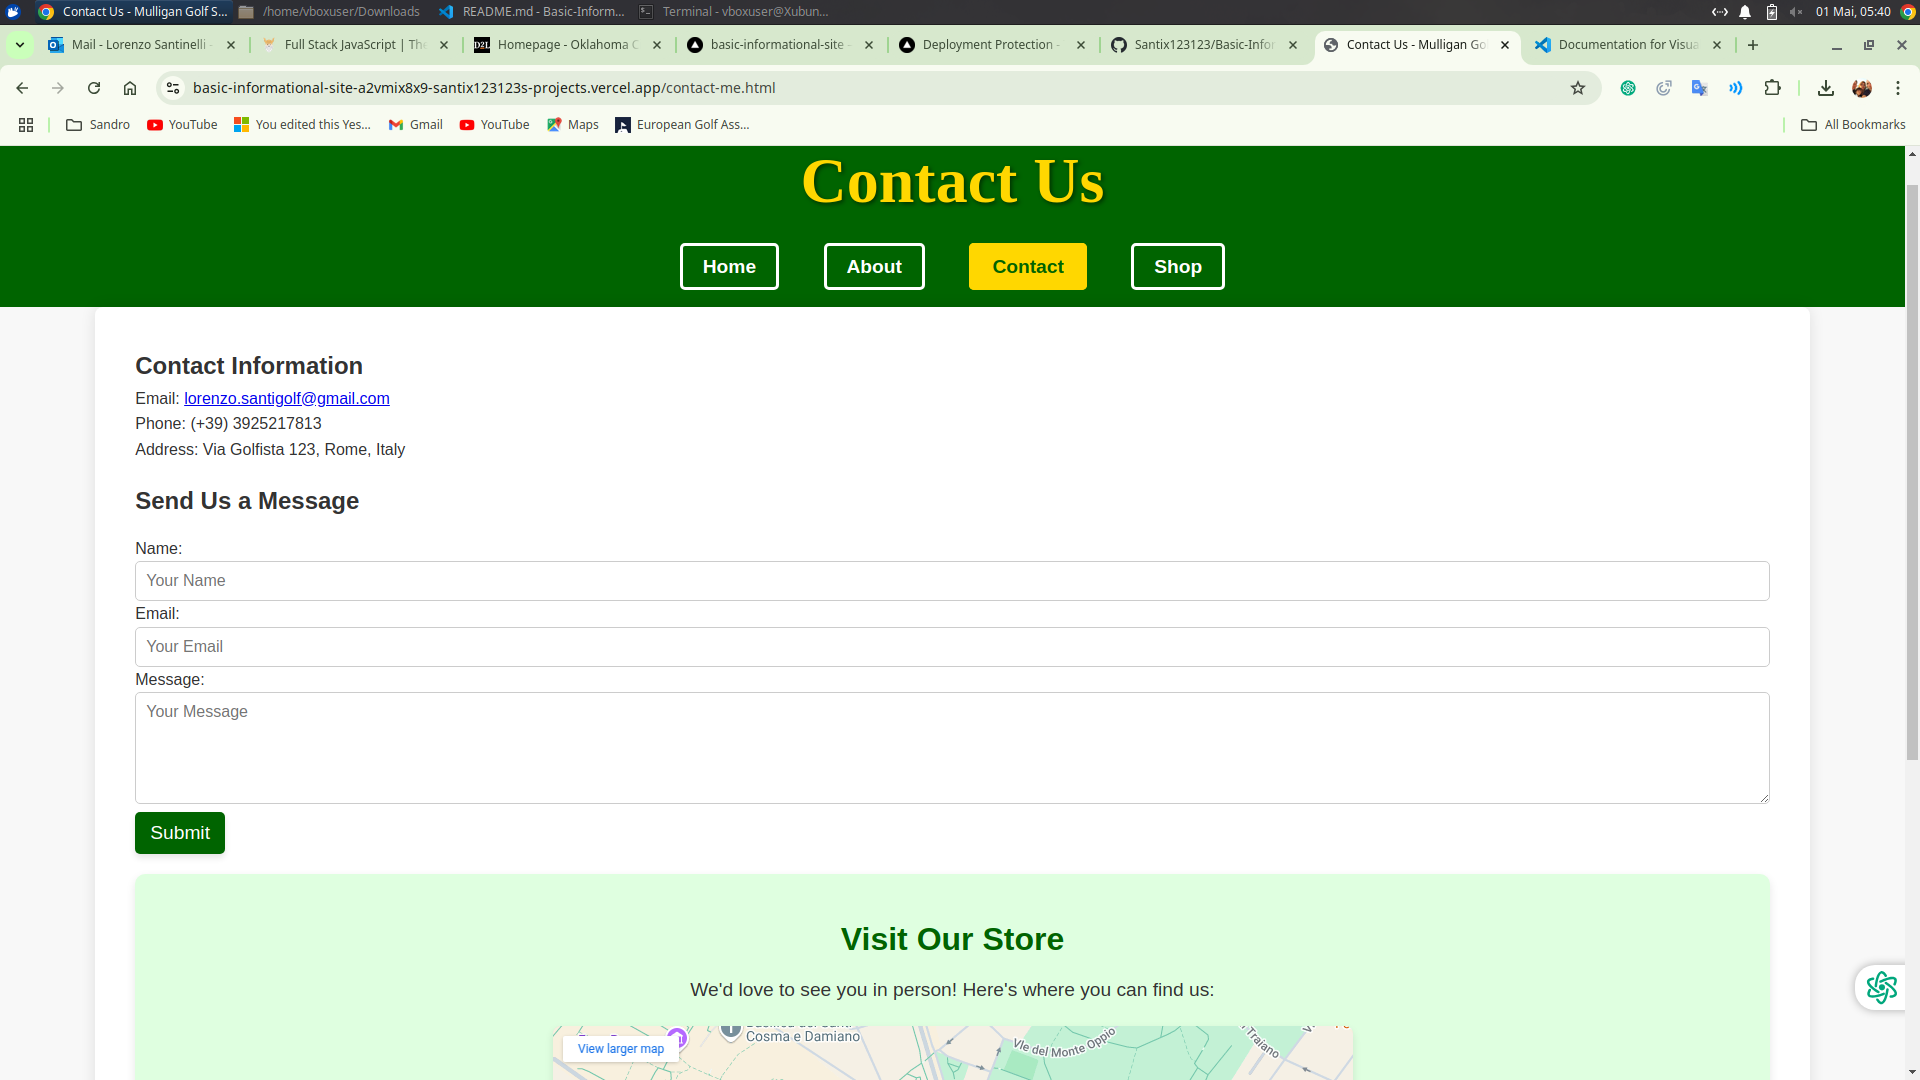 Contact Us - Mulligan Golf S...
/home/vboxuser/Downloads
README.md - Basic-Inform...
Terminal - vboxuser@Xubun...
01 Mai, 05:40
Mail - Lorenzo Santinelli -
Full Stack JavaScript | The
D2L
Homepage - Oklahoma C
basic-informational-site -
Deployment Protection -
Santix123123/Basic-Infor
Contact Us - Mulligan Go
Documentation for Visua
basic-informational-site-a2vmix8x9-santix123123s-projects.vercel.app/contact-me.html
Sandro
YouTube
You edited this Yes...
Gmail
YouTube
Maps
European Golf Ass...
All Bookmarks
Contact Us
Home
About
Contact
Shop
Contact Information
Email: lorenzo.santigolf@gmail.com
Phone: (+39) 3925217813
Address: Via Golfista 123, Rome, Italy
Send Us a Message
Name:
Your Name
Email:
Your Email
Message:
Your Message
Submit
Visit Our Store
We'd love to see you in person! Here's where you can find us:
View larger map
Cosma e Damiano
Vle del Monte Oppio
Traiano